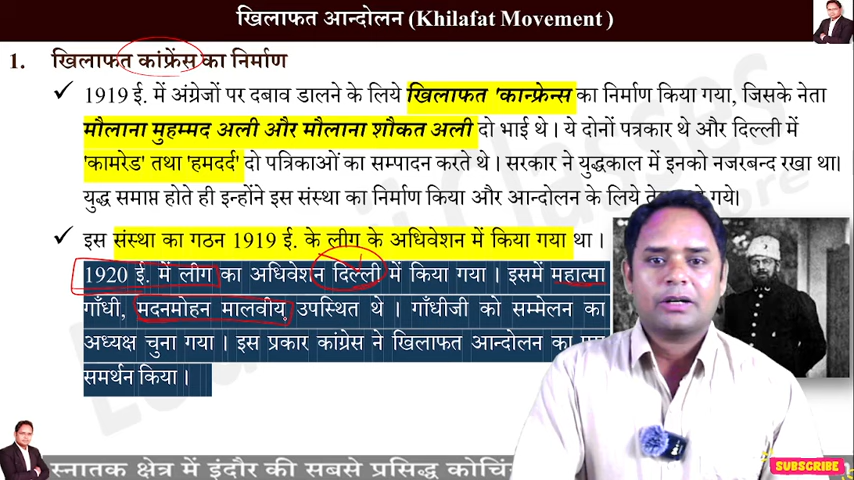 खिलाफत आन्दोलन (Khilafat Movement )
1. खिलाफत कांफ्रेंस का निर्माण
✓ 1919 ई. में अंग्रेजों पर दबाव डालने के लिये खिलाफत 'कान्फ्रेन्स का निर्माण किया गया, जिसके नेता
मौलाना मुहम्मद अली और मौलाना शौकत अली दो भाई थे। ये दोनों पत्रकार थे और दिल्ली में
'कामरेड' तथा 'हमदर्द' दो पत्रिकाओं का सम्पादन करते थे। सरकार ने युद्धकाल में इनको नजरबन्द रखा था।
युद्ध समाप्त होते ही इन्होंने इस संस्था का निर्माण किया और आन्दोलन के लिये गये।
✓ इस संस्था का गठन 1919 ई. के लीग के अधिवेशन में किया गया था।
1920 ई. में लीग का अधिवेशन दिल्ली में किया गया। इसमें महात्मा
गाँधी, मदनमोहन मालवीय उपस्थित थे । गाँधीजी को सम्मेलन का
अध्यक्ष चुना गया। इस प्रकार कांग्रेस ने खिलाफत आन्दोलन का
समर्थन किया ।
स्नातक क्षेत्र में इंदौर की सबसे प्रसिद्ध
SUBSCRIBE